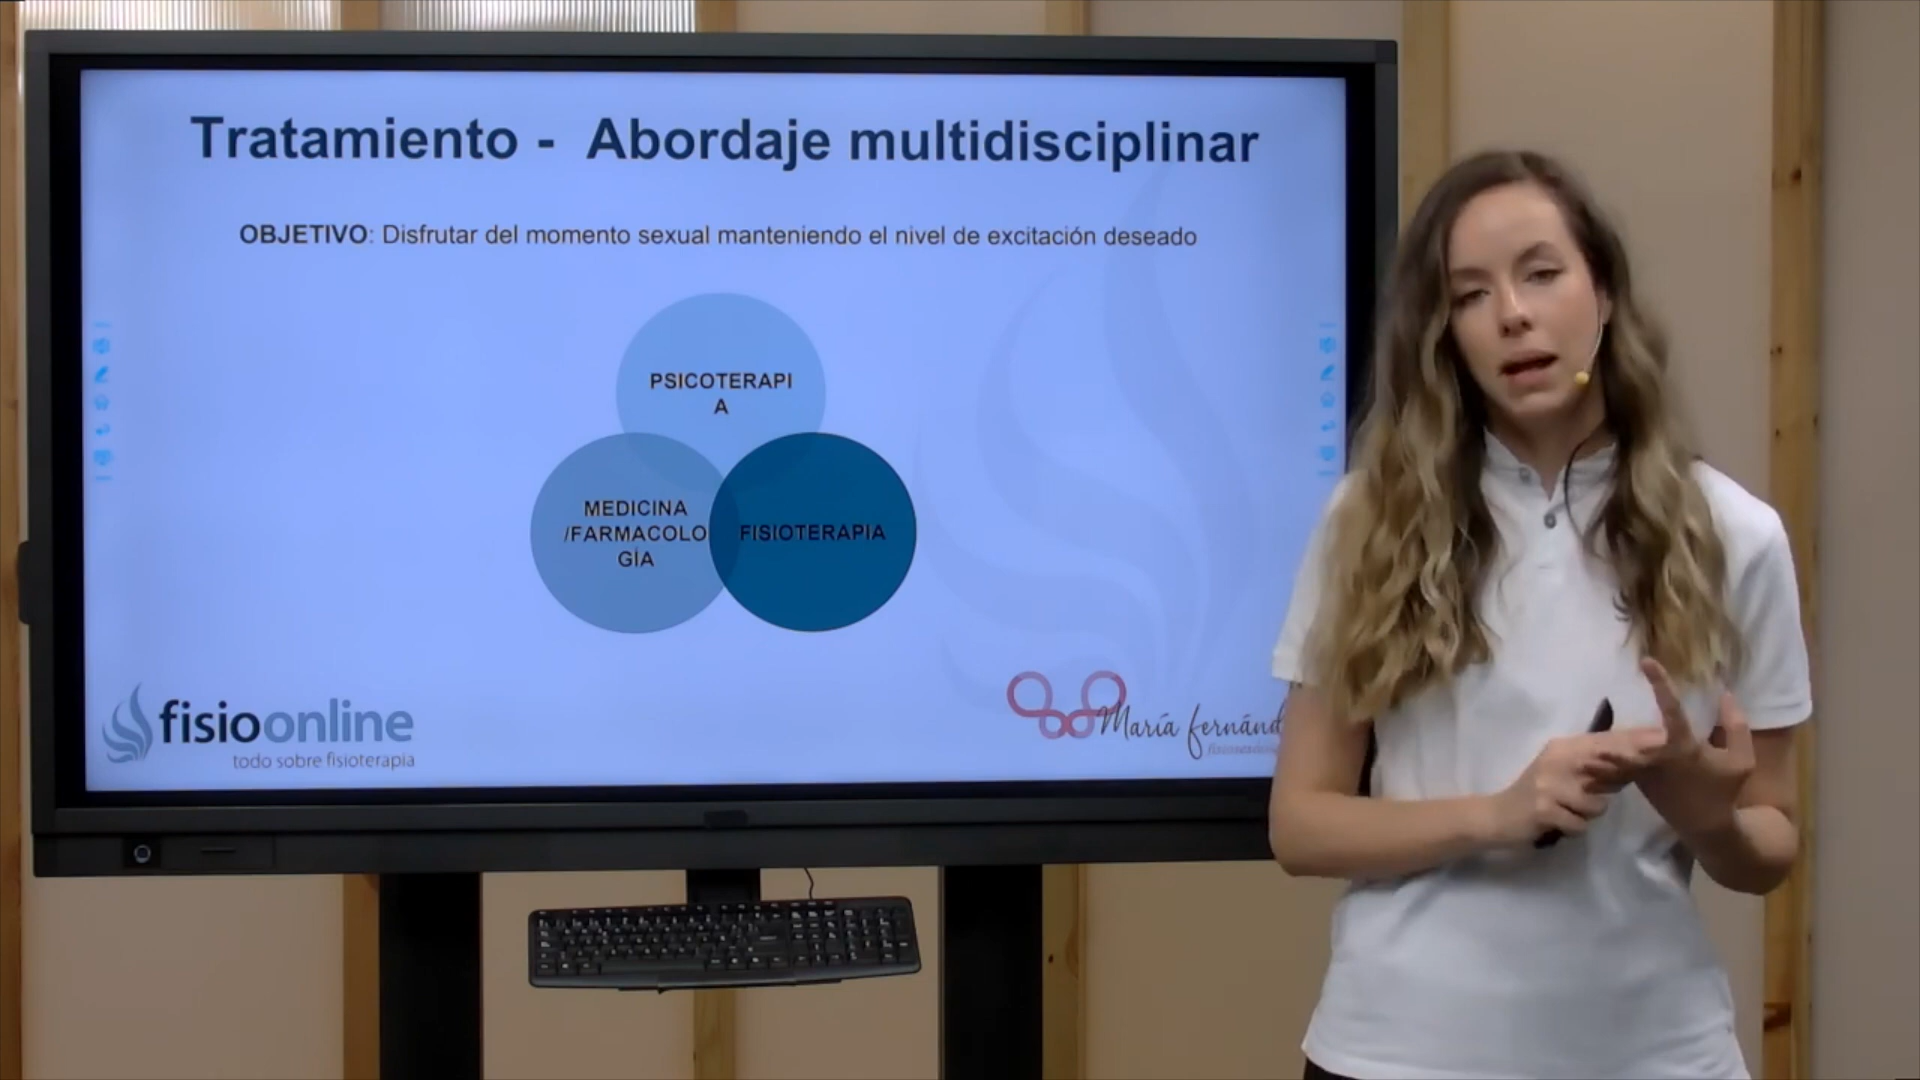 Tratamiento - Abordaje multidisciplinar
OBJETIVO: Disfrutar del momento sexual manteniendo el nivel de excitación deseado
PSICOTERAPI
A
MEDICINA
/FARMACOLO
GÍA
FISIOTERAPIA
fisioonline
todo sobre fisioterapia
María fernánd